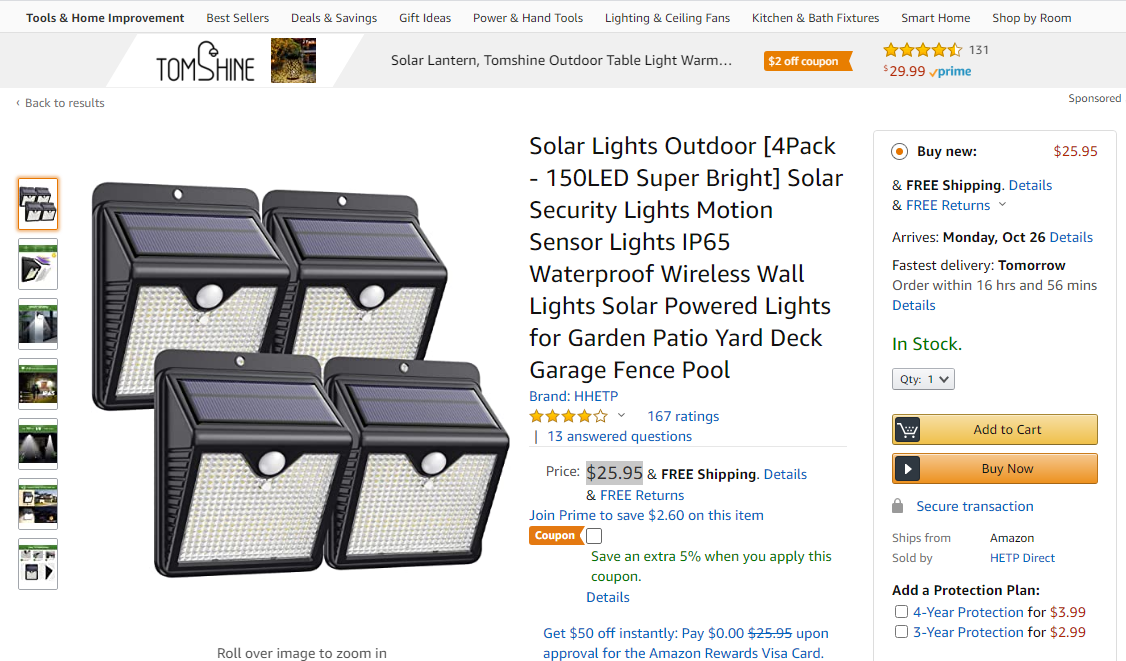 Tools & Home Improvement Best Sellers Deals & Savings Gift Ideas Power & Hand Tools Lighting & Ceiling Fans Kitchen & Bath Fixtures Smart Home Shop by Room
TOMSHINE
Solar Lantern, Tomshine Outdoor Table Light Warm…
$2 off coupon
131
$29.99 prime
‹ Back to results
Sponsored
Solar Lights Outdoor [4Pack
- 150LED Super Bright] Solar
Security Lights Motion
Sensor Lights IP65
Waterproof Wireless Wall
Lights Solar Powered Lights
for Garden Patio Yard Deck
Garage Fence Pool
Brand: HHETP
167 ratings
| 13 answered questions
Price: $25.95 & FREE Shipping. Details
& FREE Returns
Join Prime to save $2.60 on this item
Coupon
Save an extra 5% when you apply this
coupon.
Details
Get $50 off instantly: Pay $0.00 $25.95 upon
approval for the Amazon Rewards Visa Card.
Roll over image to zoom in
Buy new: $25.95
& FREE Shipping. Details
& FREE Returns
Arrives: Monday, Oct 26 Details
Fastest delivery: Tomorrow
Order within 16 hrs and 56 mins
Details
In Stock.
Qty: 1
Add to Cart
Buy Now
Secure transaction
Ships from Amazon
Sold by HETP Direct
Add a Protection Plan:
4-Year Protection for $3.99
3-Year Protection for $2.99